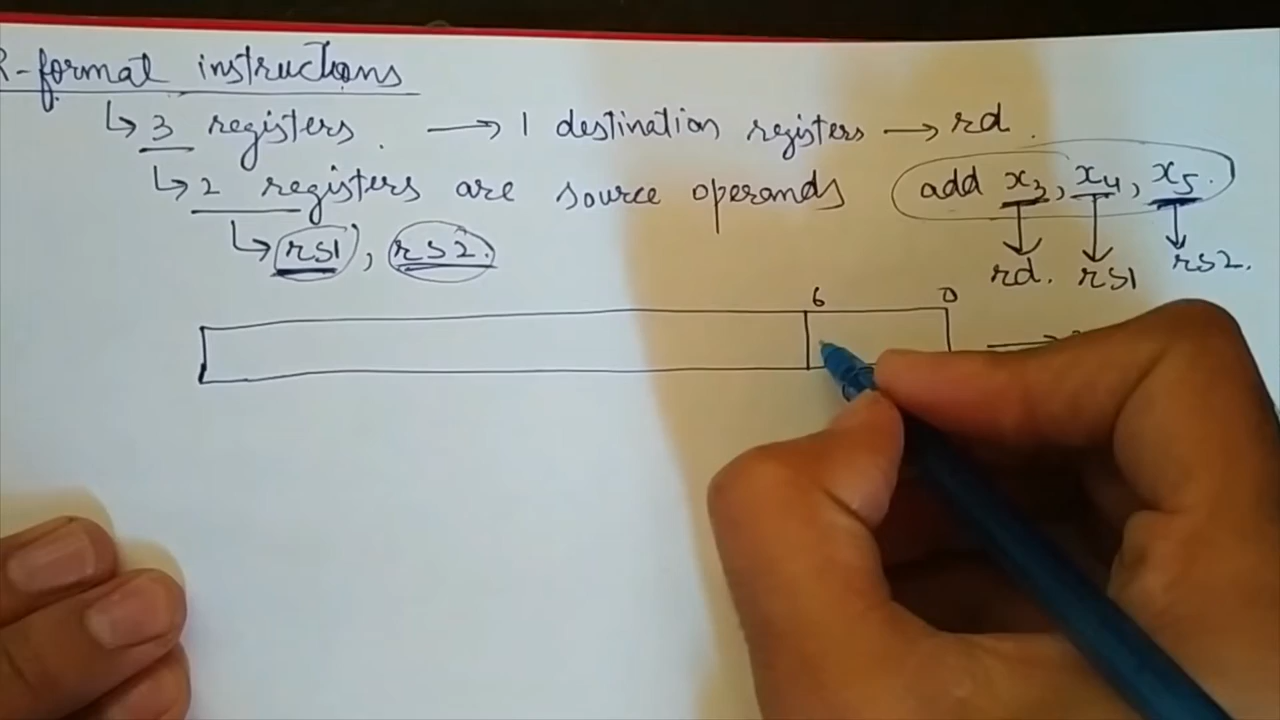 R-format instructions
↳ 3 registers. → 1 destination registers → rd.
↳ 2 registers are source operands
add x3, x4, x5.
↳ rs1, rs2.
rd. rs1 rs2.
6 0